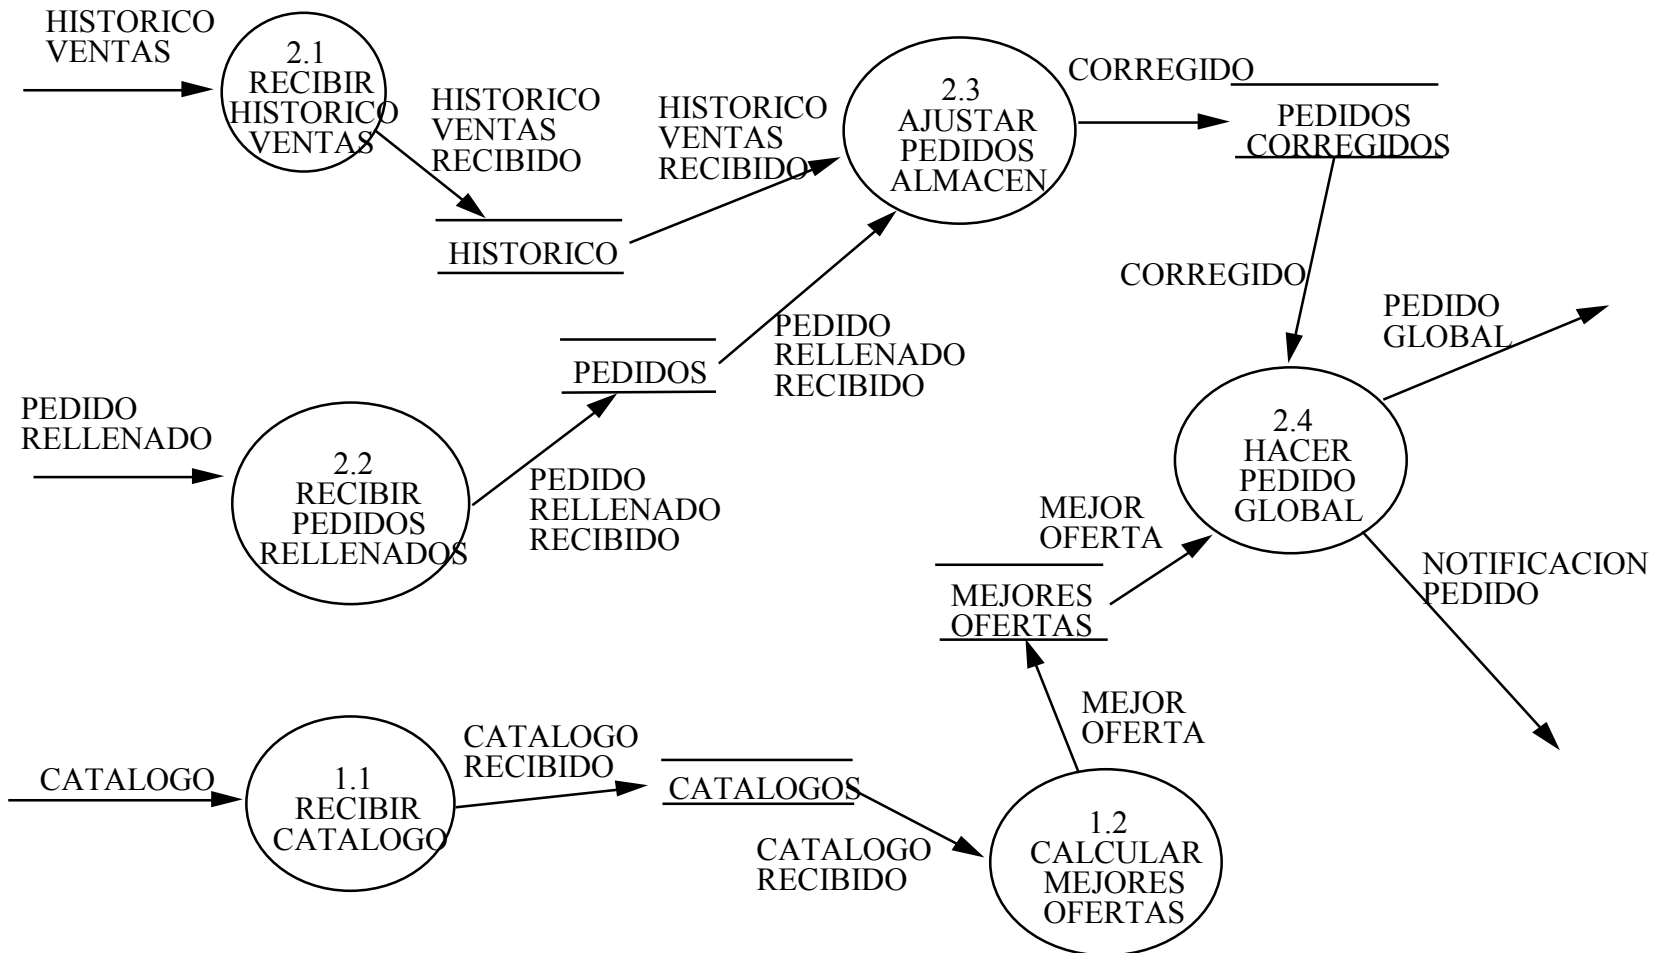 HISTORICO
VENTAS
2.1
RECIBIR
HISTORICO
VENTAS
HISTORICO
VENTAS
RECIBIDO
HISTORICO
HISTORICO
VENTAS
RECIBIDO
2.3
AJUSTAR
PEDIDOS
ALMACEN
CORREGIDO
PEDIDOS
CORREGIDOS
CORREGIDO
PEDIDO
GLOBAL
PEDIDO
RELLENADO
2.2
RECIBIR
PEDIDOS
RELLENADOS
PEDIDO
RELLENADO
RECIBIDO
PEDIDOS
PEDIDO
RELLENADO
RECIBIDO
2.4
HACER
PEDIDO
GLOBAL
MEJOR
OFERTA
NOTIFICACION
PEDIDO
MEJORES
OFERTAS
MEJOR
OFERTA
CATALOGO
1.1
RECIBIR
CATALOGO
CATALOGO
RECIBIDO
CATALOGOS
CATALOGO
RECIBIDO
1.2
CALCULAR
MEJORES
OFERTAS